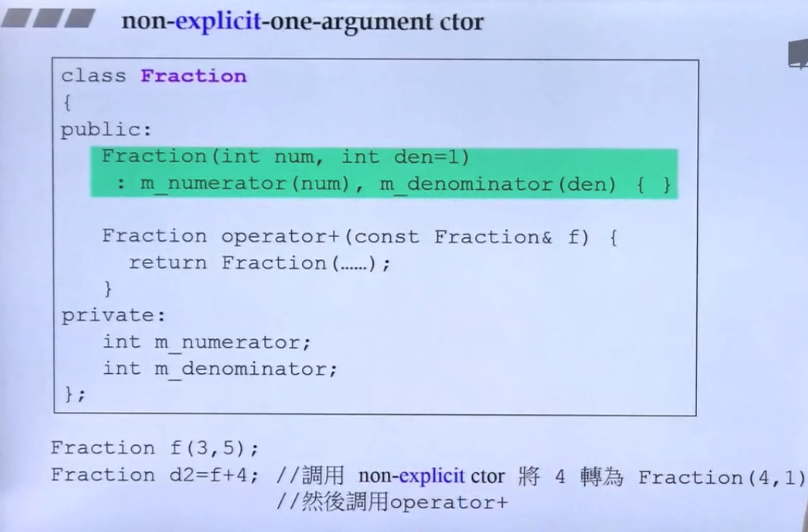 non-explicit-one-argument ctor
class Fraction
{
public:
Fraction(int num, int den=1)
: m_numerator(num), m_denominator(den) { }
Fraction operator+(const Fraction& f) {
return Fraction(……);
}
private:
int m_numerator;
int m_denominator;
};
Fraction f(3,5);
Fraction d2=f+4; //調用 non-explicit ctor 將 4 轉為 Fraction(4,1)
//然後調用operator+